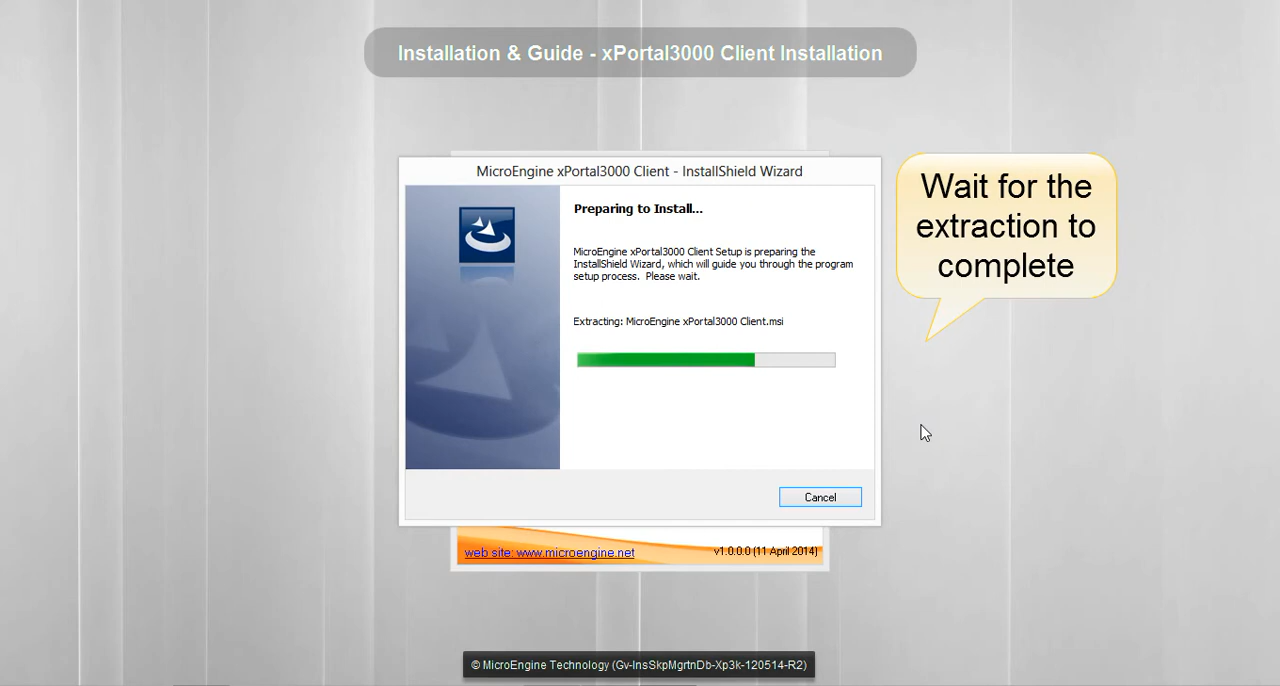 Installation & Guide - xPortal3000 Client Installation
MicroEngine xPortal3000 Client - InstallShield Wizard
Preparing to Install...
MicroEngine xPortal3000 Client Setup is preparing the
InstallShield Wizard, which will guide you through the program
setup process. Please wait.
Extracting: MicroEngine xPortal3000 Client.msi
Cancel
Wait for the
extraction to
complete
web site: www.microengine.net
v1.0.0.0 (11 April 2014)
© MicroEngine Technology (Gv-InsSkpMgrtnDb-Xp3k-120514-R2)